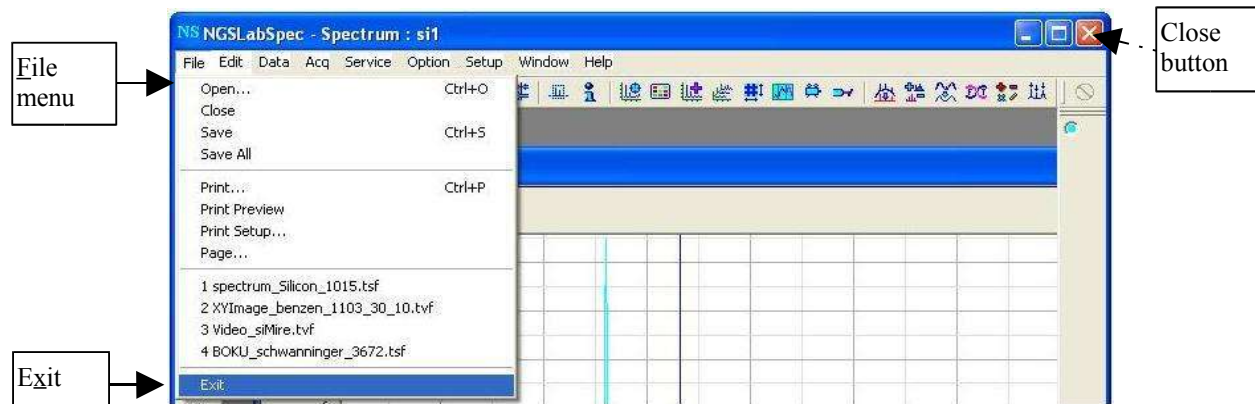 NS NGSLabSpec - Spectrum : si1
Close
button
File
menu
File Edit Data Acq Service Option Setup Window Help
Open... Ctrl+O
Close
Save Ctrl+S
Save All
Print... Ctrl+P
Print Preview
Print Setup...
Page...
1 spectrum_Silicon_1015.tsf
2 XYImage_benzen_1103_30_10.tvf
3 Video_siMire.tvf
4 BOKU_schwanninger_3672.tsf
Exit
Exit